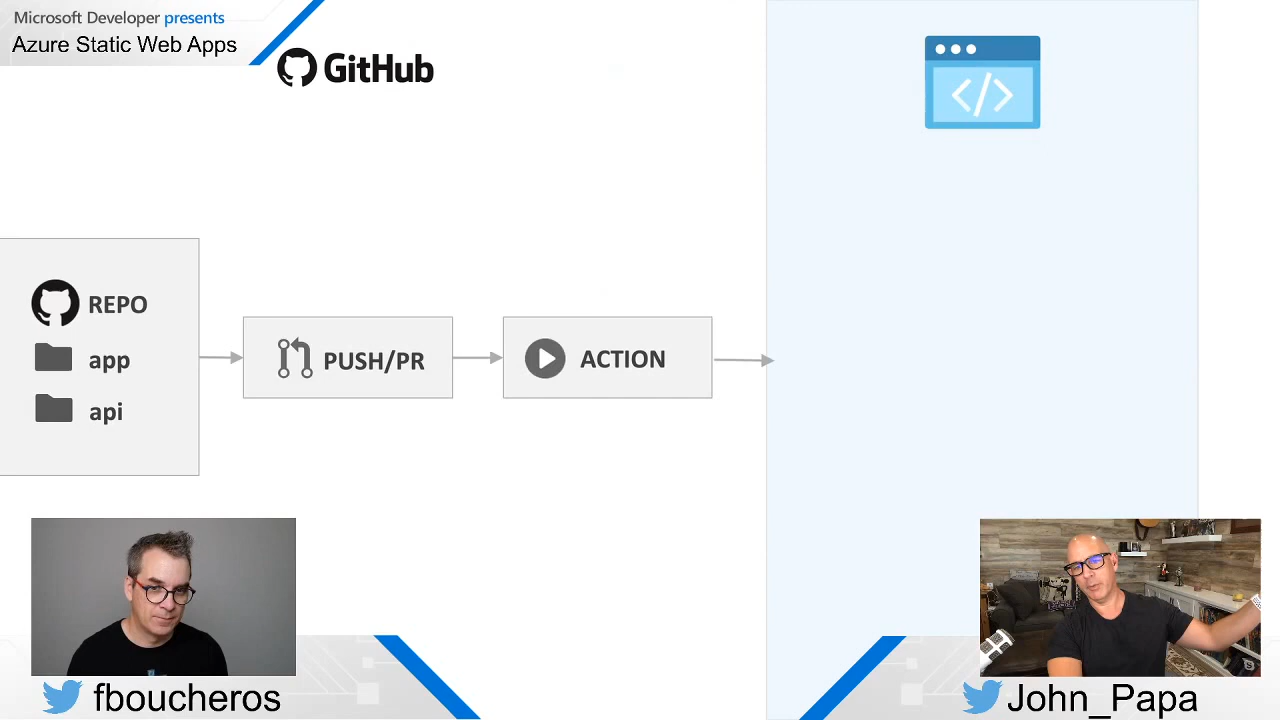 Microsoft Developer presents
Azure Static Web Apps
GitHub
REPO
app
api
PUSH/PR
ACTION
fboucheros
John_Papa